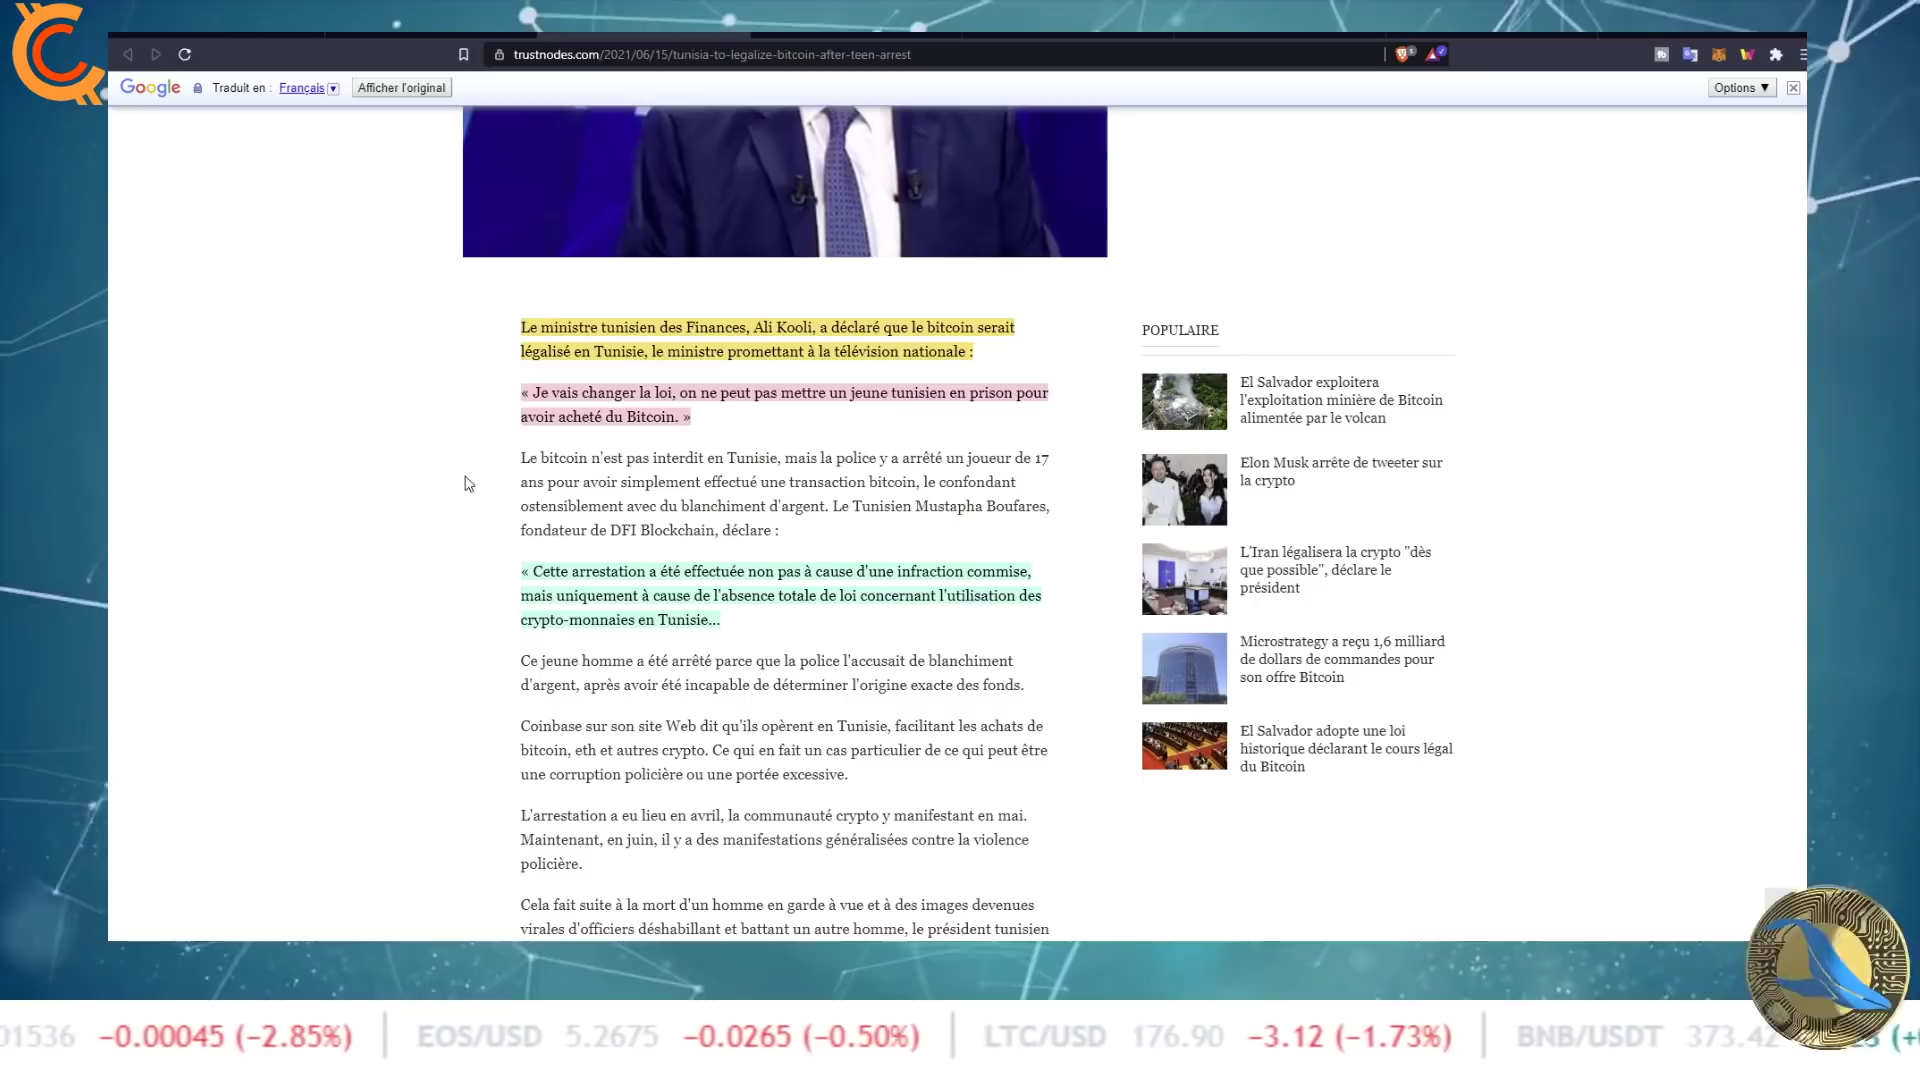 trustnodes.com/2021/06/15/tunisia-to-legalize-bitcoin-after-teen-arrest
Google Traduit en : Français Afficher l'original Options ▼
Le ministre tunisien des Finances, Ali Kooli, a déclaré que le bitcoin serait
légalisé en Tunisie, le ministre promettant à la télévision nationale :
« Je vais changer la loi, on ne peut pas mettre un jeune tunisien en prison pour
avoir acheté du Bitcoin. »
Le bitcoin n'est pas interdit en Tunisie, mais la police y a arrêté un joueur de 17
ans pour avoir simplement effectué une transaction bitcoin, le confondant
ostensiblement avec du blanchiment d'argent. Le Tunisien Mustapha Boufares,
fondateur de DFI Blockchain, déclare :
« Cette arrestation a été effectuée non pas à cause d'une infraction commise,
mais uniquement à cause de l'absence totale de loi concernant l'utilisation des
crypto-monnaies en Tunisie...
Ce jeune homme a été arrêté parce que la police l'accusait de blanchiment
d'argent, après avoir été incapable de déterminer l'origine exacte des fonds.
Coinbase sur son site Web dit qu'ils opèrent en Tunisie, facilitant les achats de
bitcoin, eth et autres crypto. Ce qui en fait un cas particulier de ce qui peut être
une corruption policière ou une portée excessive.
L'arrestation a eu lieu en avril, la communauté crypto y manifestant en mai.
Maintenant, en juin, il y a des manifestations généralisées contre la violence
policière.
Cela fait suite à la mort d'un homme en garde à vue et à des images devenues
virales d'officiers déshabillant et battant un autre homme, le président tunisien
POPULAIRE
El Salvador exploitera
l'exploitation minière de Bitcoin
alimentée par le volcan
Elon Musk arrête de tweeter sur
la crypto
L'Iran légalisera la crypto "dès
que possible", déclare le
président
Microstrategy a reçu 1,6 milliard
de dollars de commandes pour
son offre Bitcoin
El Salvador adopte une loi
historique déclarant le cours légal
du Bitcoin
01536 −0.00045 (−2.85%) EOS/USD 5.2675 −0.0265 (−0.50%) LTC/USD 176.90 −3.12 (−1.73%) BNB/USDT 373.42